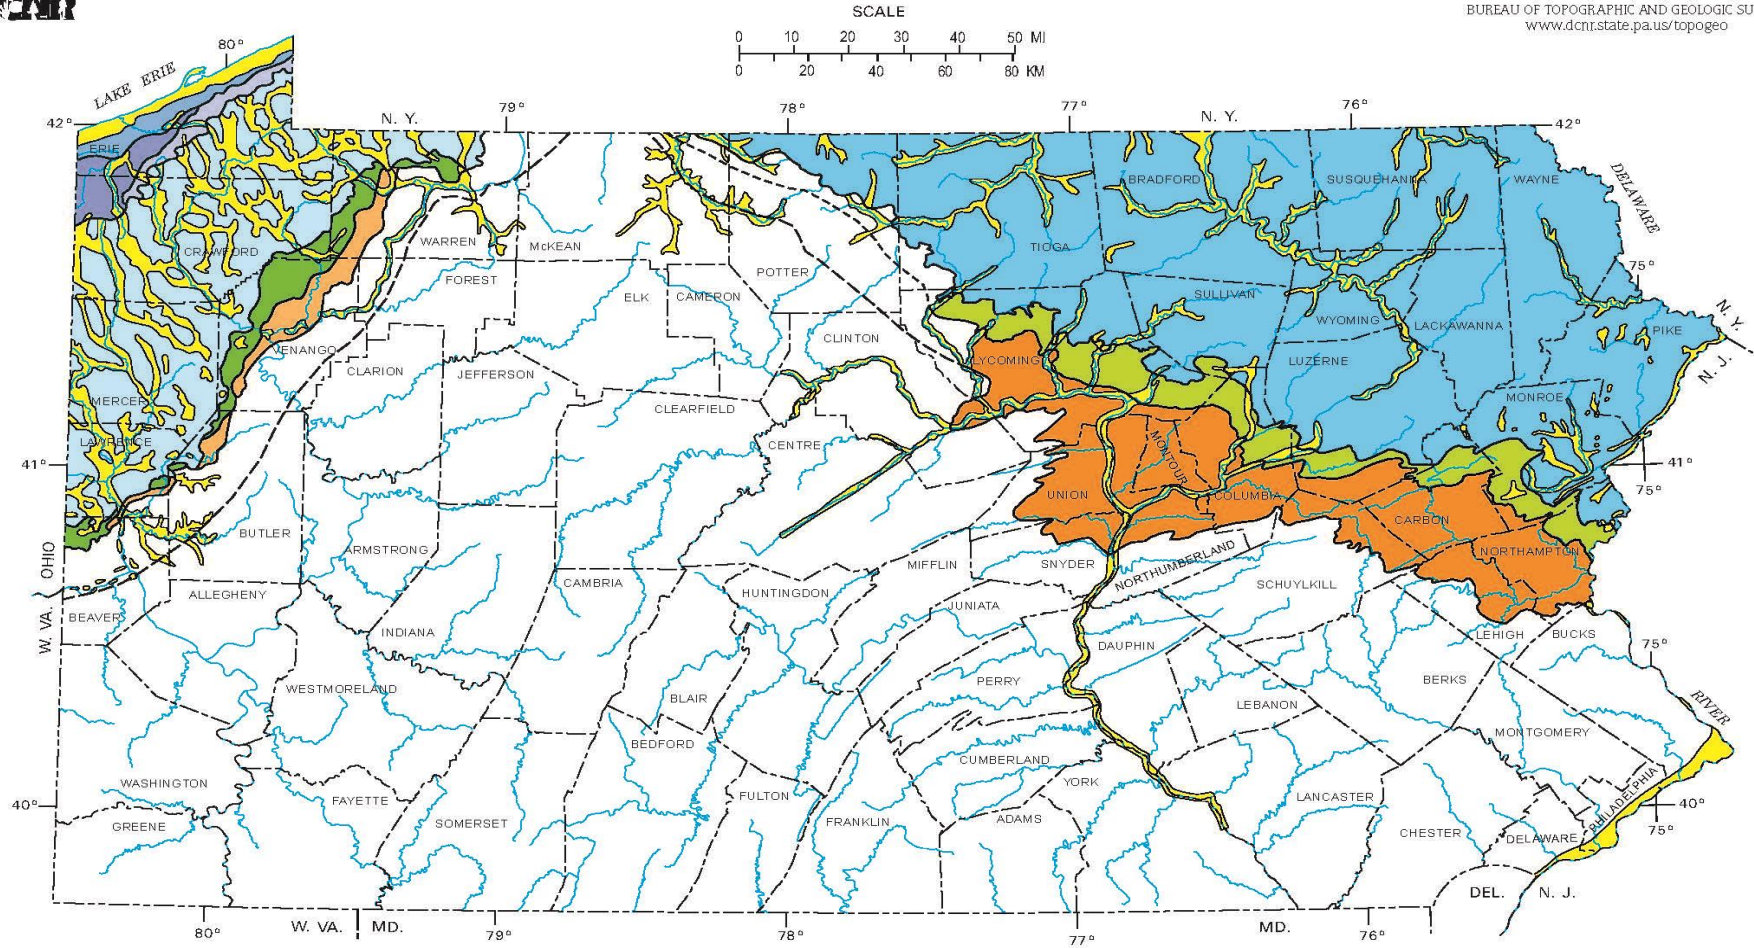 BUREAU OF TOPOGRAPHIC AND GEOLOGIC SU
www.dcnr.state.pa.us/topogeo
SCALE
0 10 20 30 40 50 MI
0 20 40 60 80 KM
80°
LAKE ERIE
79°
78°
77°
76°
42°
N. Y.
N. Y.
42°
ERIE
BRADFORD
SUSQUEHANNA
WAYNE
DELAWARE
CRAWFORD
WARREN
McKEAN
TIOGA
POTTER
75°
FOREST
ELK
CAMERON
SULLIVAN
N. Y.
WYOMING
LACKAWANNA
PIKE
CLINTON
VENANGO
LYCOMING
LUZERNE
N. J.
CLARION
JEFFERSON
MERCER
MONROE
CLEARFIELD
LAWRENCE
CENTRE
MONTOUR
41°
41°
75°
UNION
COLUMBIA
CARBON
BUTLER
ARMSTRONG
NORTHAMPTON
OHIO
MIFFLIN
SNYDER
NORTHUMBERLAND
CAMBRIA
SCHUYLKILL
ALLEGHENY
HUNTINGDON
JUNIATA
BEAVER
W. VA.
INDIANA
LEHIGH
BUCKS
DAUPHIN
75°
PERRY
BERKS
WESTMORELAND
BLAIR
LEBANON
RIVER
MONTGOMERY
BEDFORD
CUMBERLAND
WASHINGTON
YORK
FULTON
LANCASTER
PHILADELPHIA
40°
40°
FAYETTE
75°
GREENE
SOMERSET
FRANKLIN
ADAMS
CHESTER
DELAWARE
DEL.
N. J.
80°
W. VA.
MD.
79°
78°
77°
MD.
76°